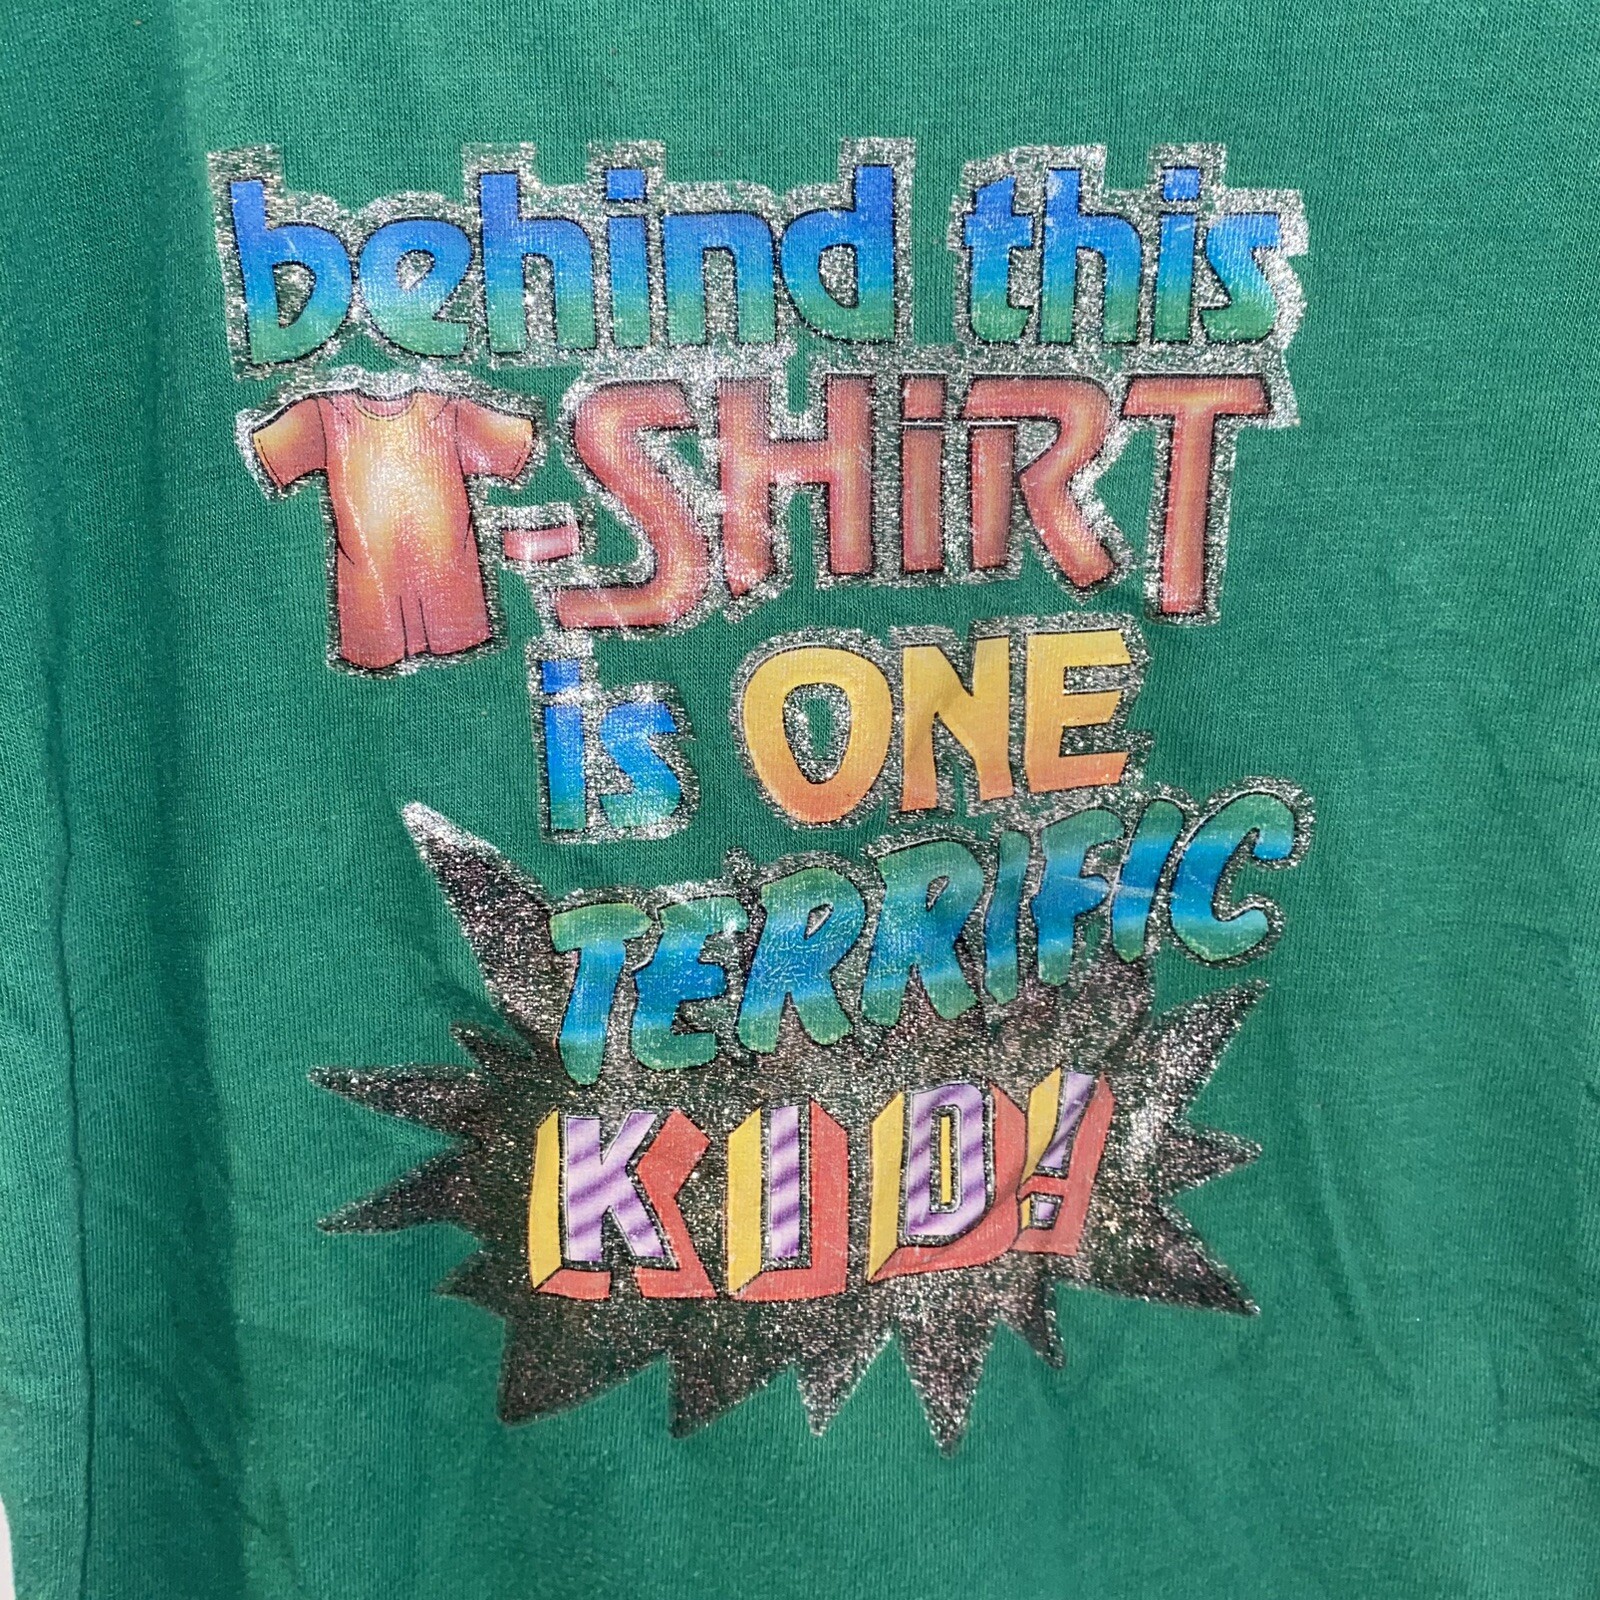 behind this
T-SHiRT
is ONE
TERRIFIC
KID!